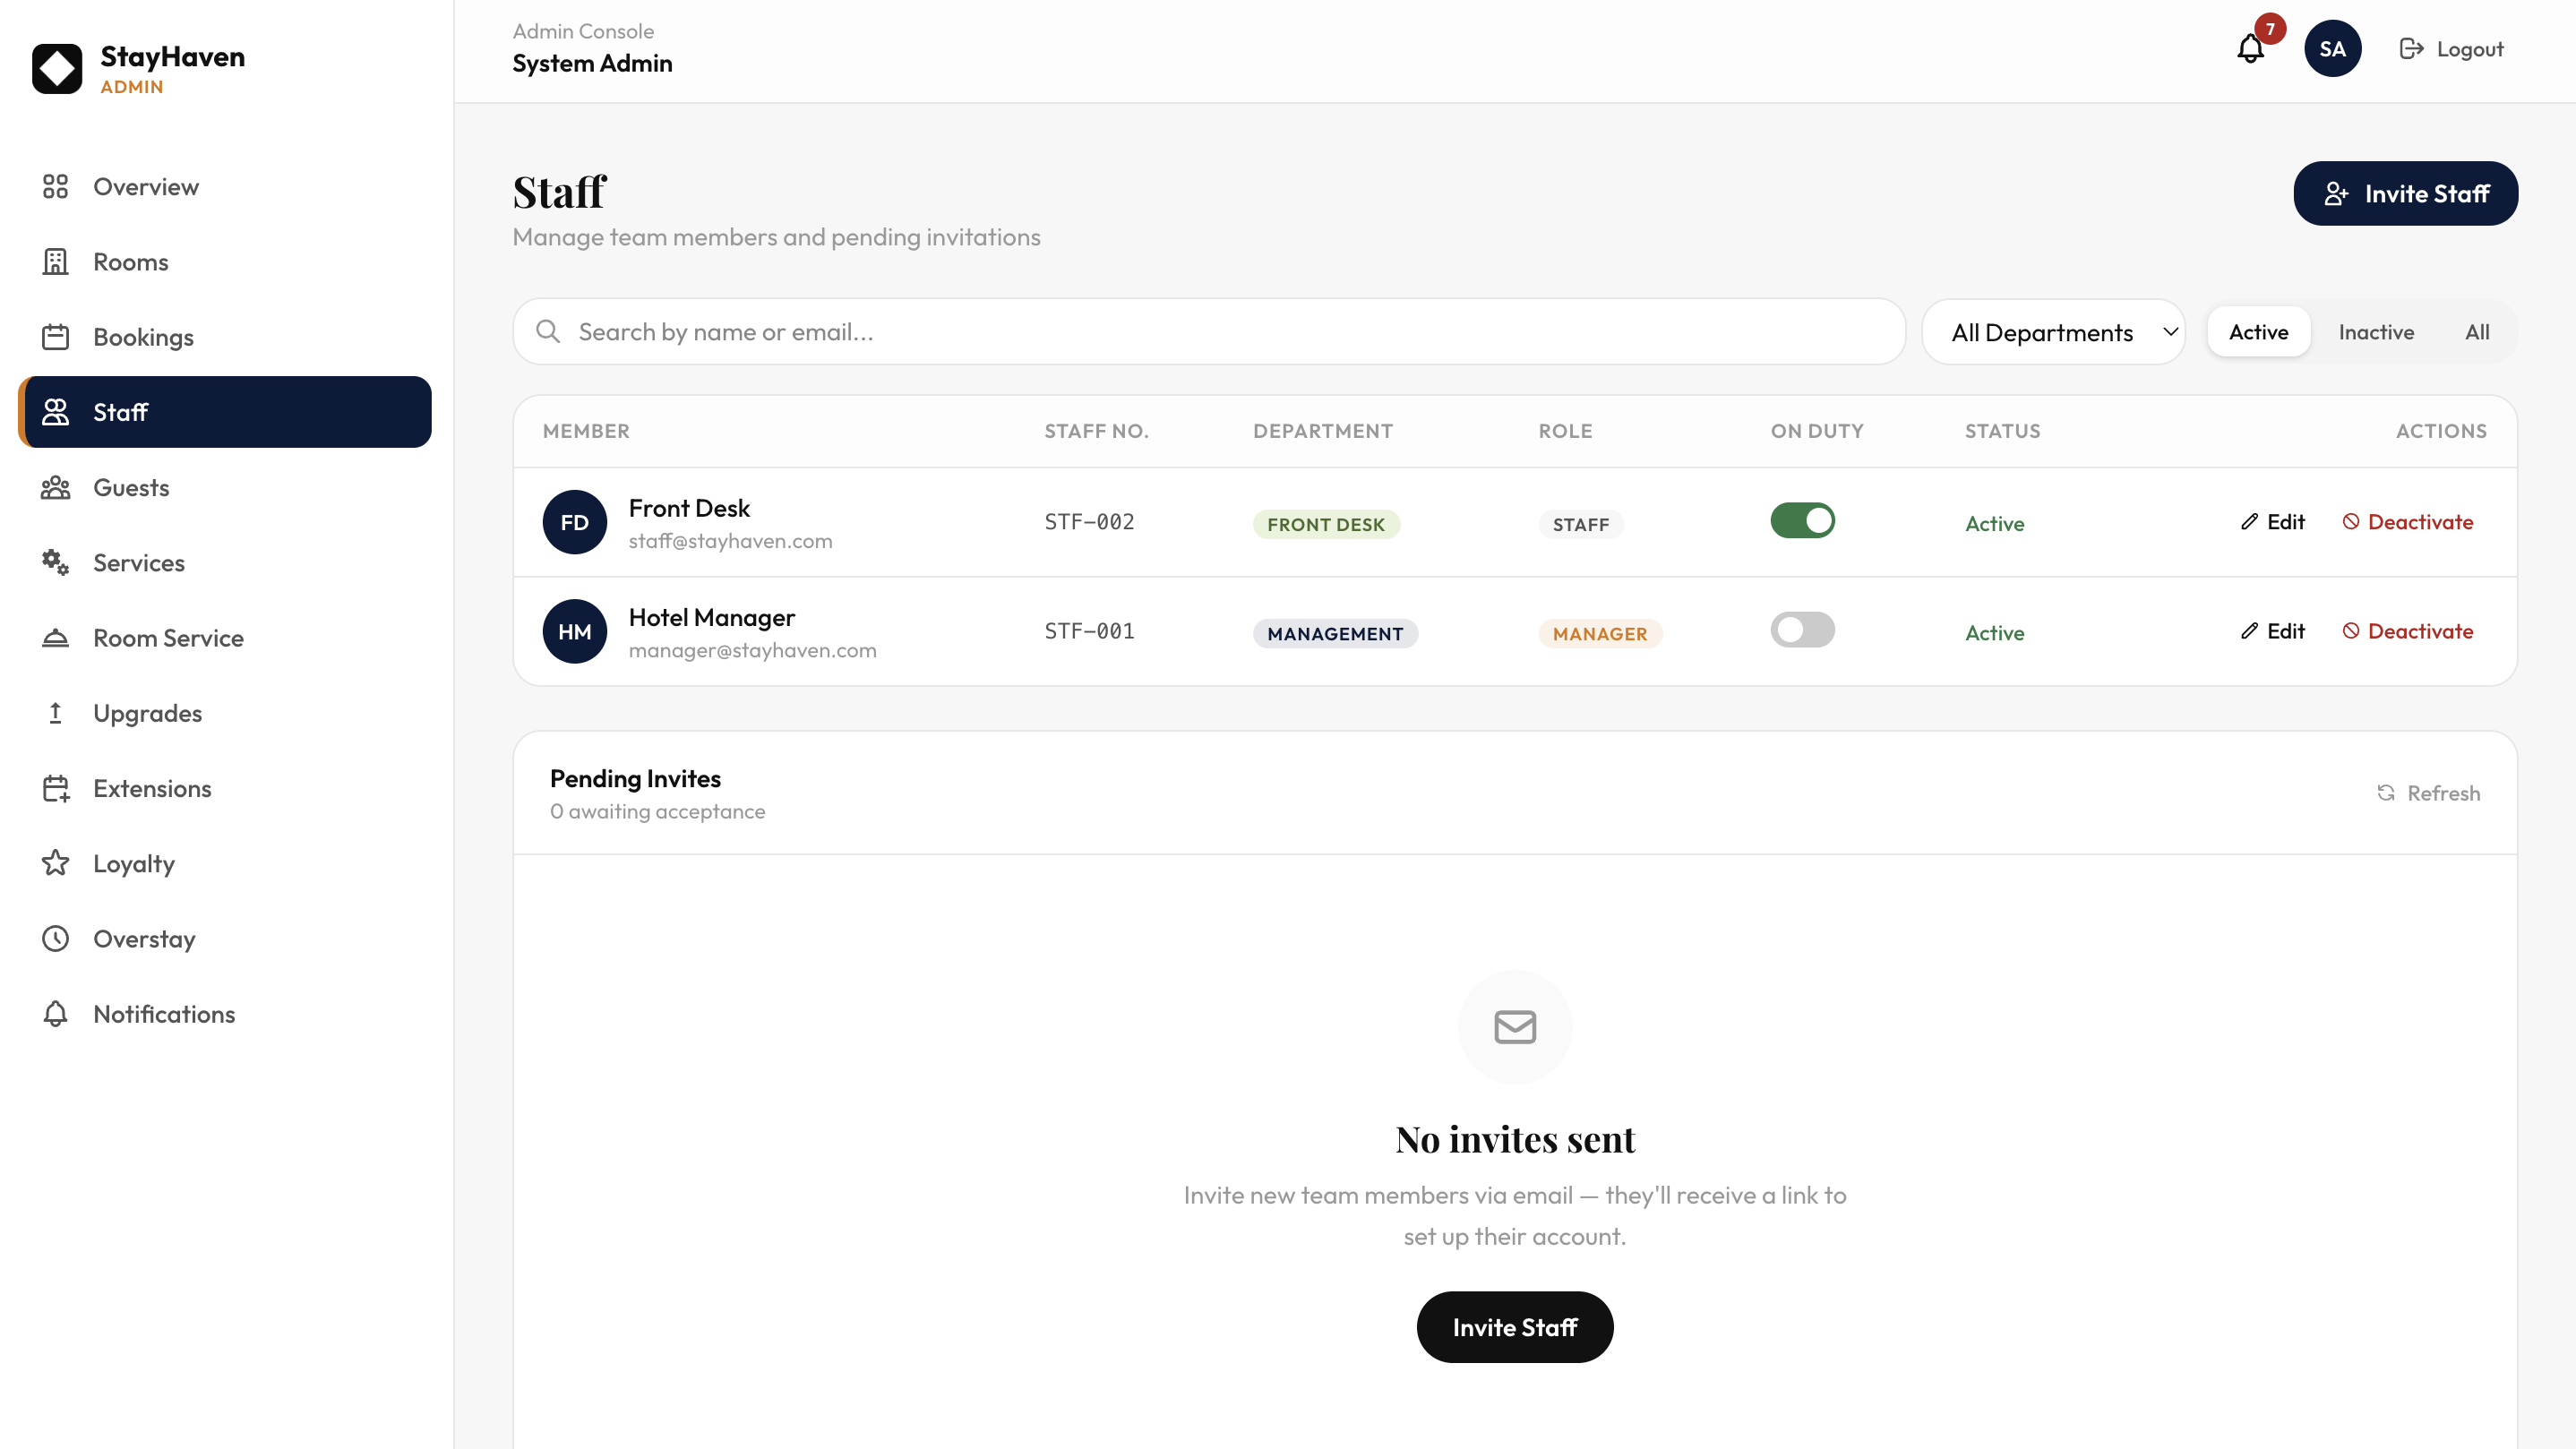 StayHaven
ADMIN
Overview
Rooms
Bookings
Staff
Guests
Services
Room Service
Upgrades
Extensions
Loyalty
Overstay
Notifications
Admin Console
System Admin
7
SA
Logout
Staff
Manage team members and pending invitations
Invite Staff
Search by name or email...
All Departments
Active
Inactive
All
MEMBER STAFF NO. DEPARTMENT ROLE ON DUTY STATUS ACTIONS
FD
Front Desk
staff@stayhaven.com
STF-002
FRONT DESK
STAFF
Active
Edit
Deactivate
HM
Hotel Manager
manager@stayhaven.com
STF-001
MANAGEMENT
MANAGER
Active
Edit
Deactivate
Pending Invites
0 awaiting acceptance
Refresh
No invites sent
Invite new team members via email — they'll receive a link to
set up their account.
Invite Staff